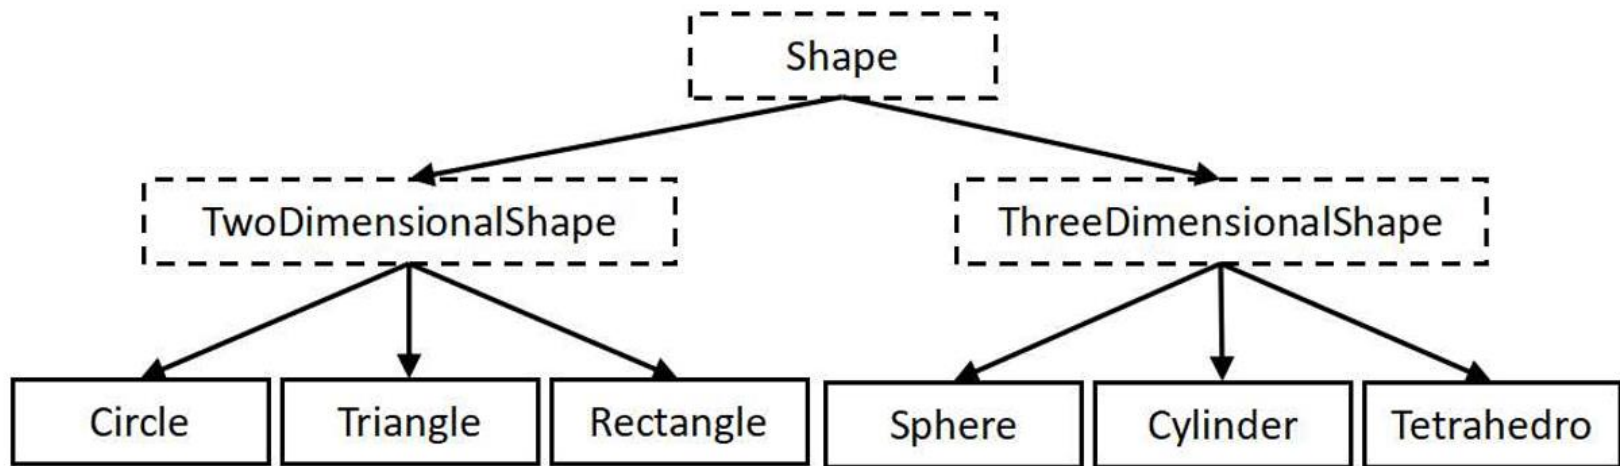 Shape
TwoDimensionalShape
ThreeDimensionalShape
Circle
Triangle
Rectangle
Sphere
Cylinder
Tetrahedro